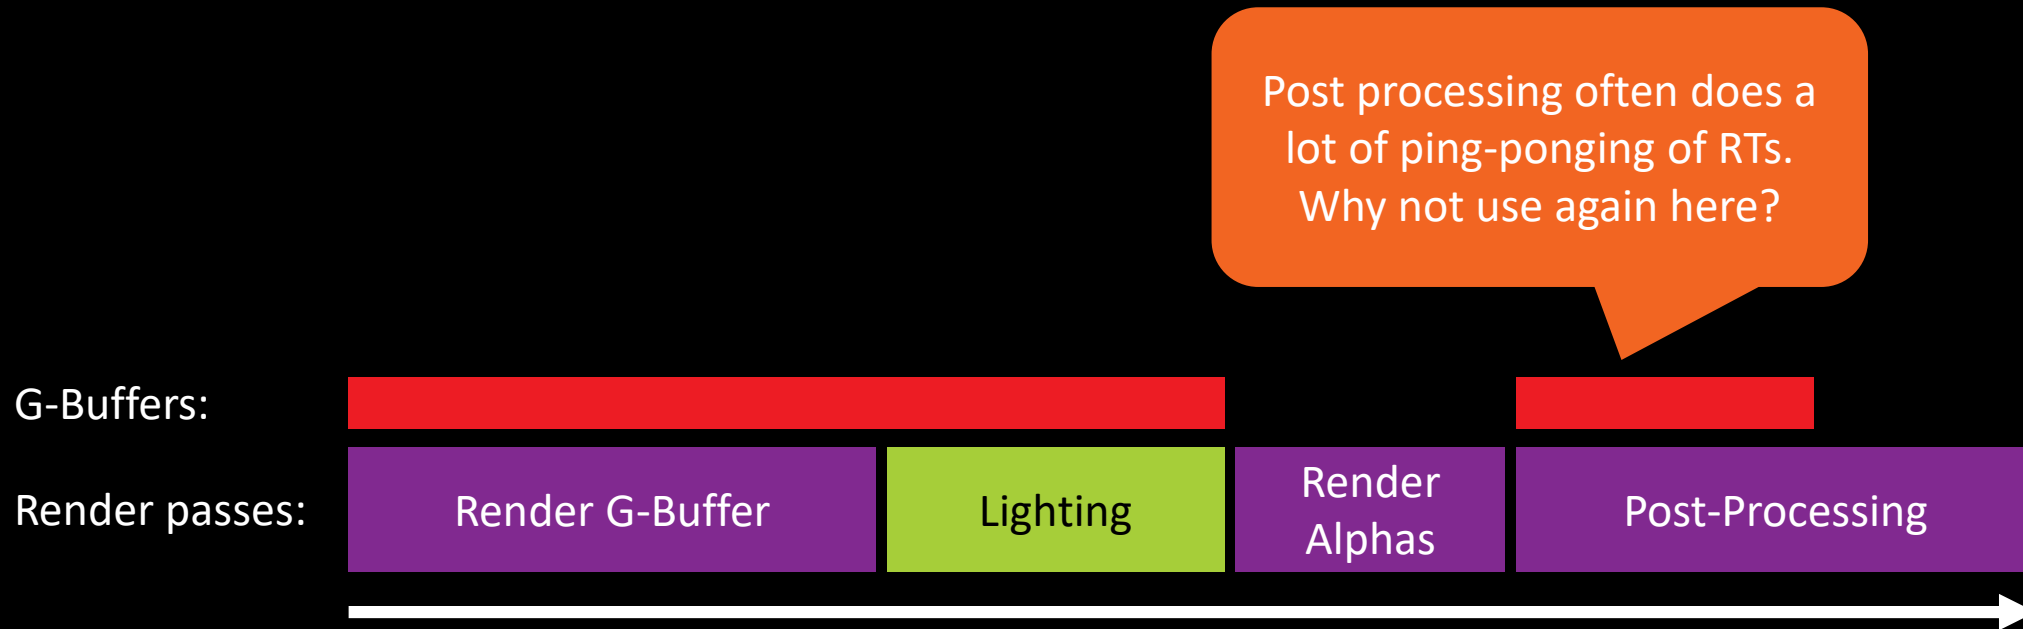 Post processing often does a
lot of ping-ponging of RTs.
Why not use again here?
G-Buffers:
Render passes:
Render G-Buffer
Lighting
Render
Alphas
Post-Processing